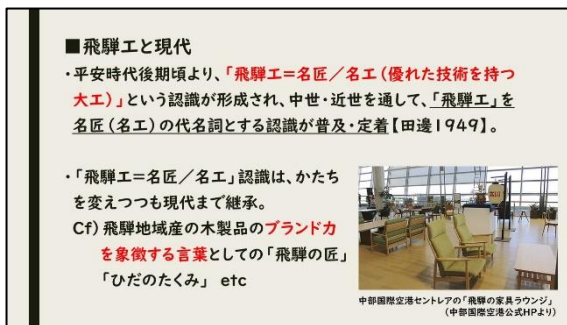 ■飛騨工と現代
・平安時代後期頃より、「飛騨工＝名匠／名工（優れた技術を持つ
大工）」という認識が形成され、中世・近世を通して、「飛騨工」を
名匠（名工）の代名詞とする認識が普及・定着【田邊1949】。
・「飛騨工＝名匠／名工」認識は、かたち
を変えつつも現代まで継承。
Cf）飛騨地域産の木製品のブランド力
を象徴する言葉としての「飛騨の匠」
「ひだのたくみ」 etc
中部国際空港セントレアの「飛騨の家具ラウンジ」
（中部国際空港公式HPより）